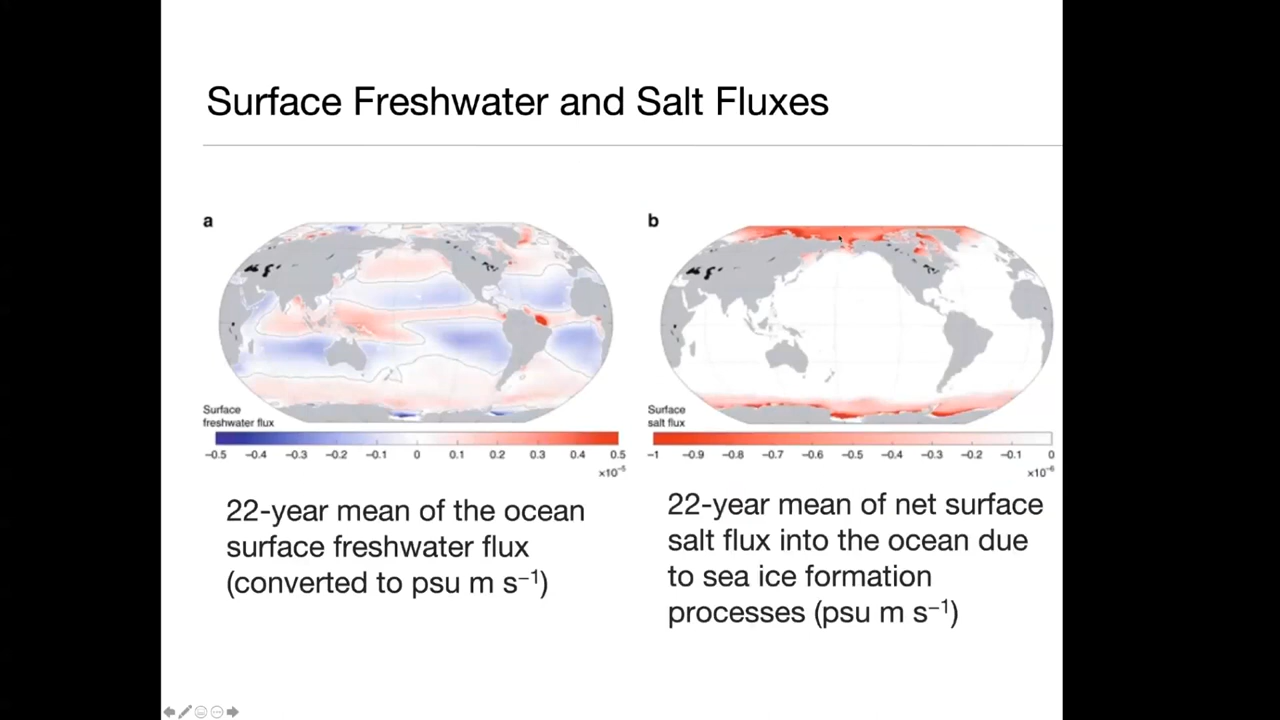 Surface Freshwater and Salt Fluxes
a
Surface
freshwater flux
−0.5 −0.4 −0.3 −0.2 −0.1 0 0.1 0.2 0.3 0.4 0.5
×10⁻⁵
22-year mean of the ocean
surface freshwater flux
(converted to psu m s⁻¹)
b
Surface
salt flux
−1 −0.9 −0.8 −0.7 −0.6 −0.5 −0.4 −0.3 −0.2 −0.1 0
×10⁻⁶
22-year mean of net surface
salt flux into the ocean due
to sea ice formation
processes (psu m s⁻¹)